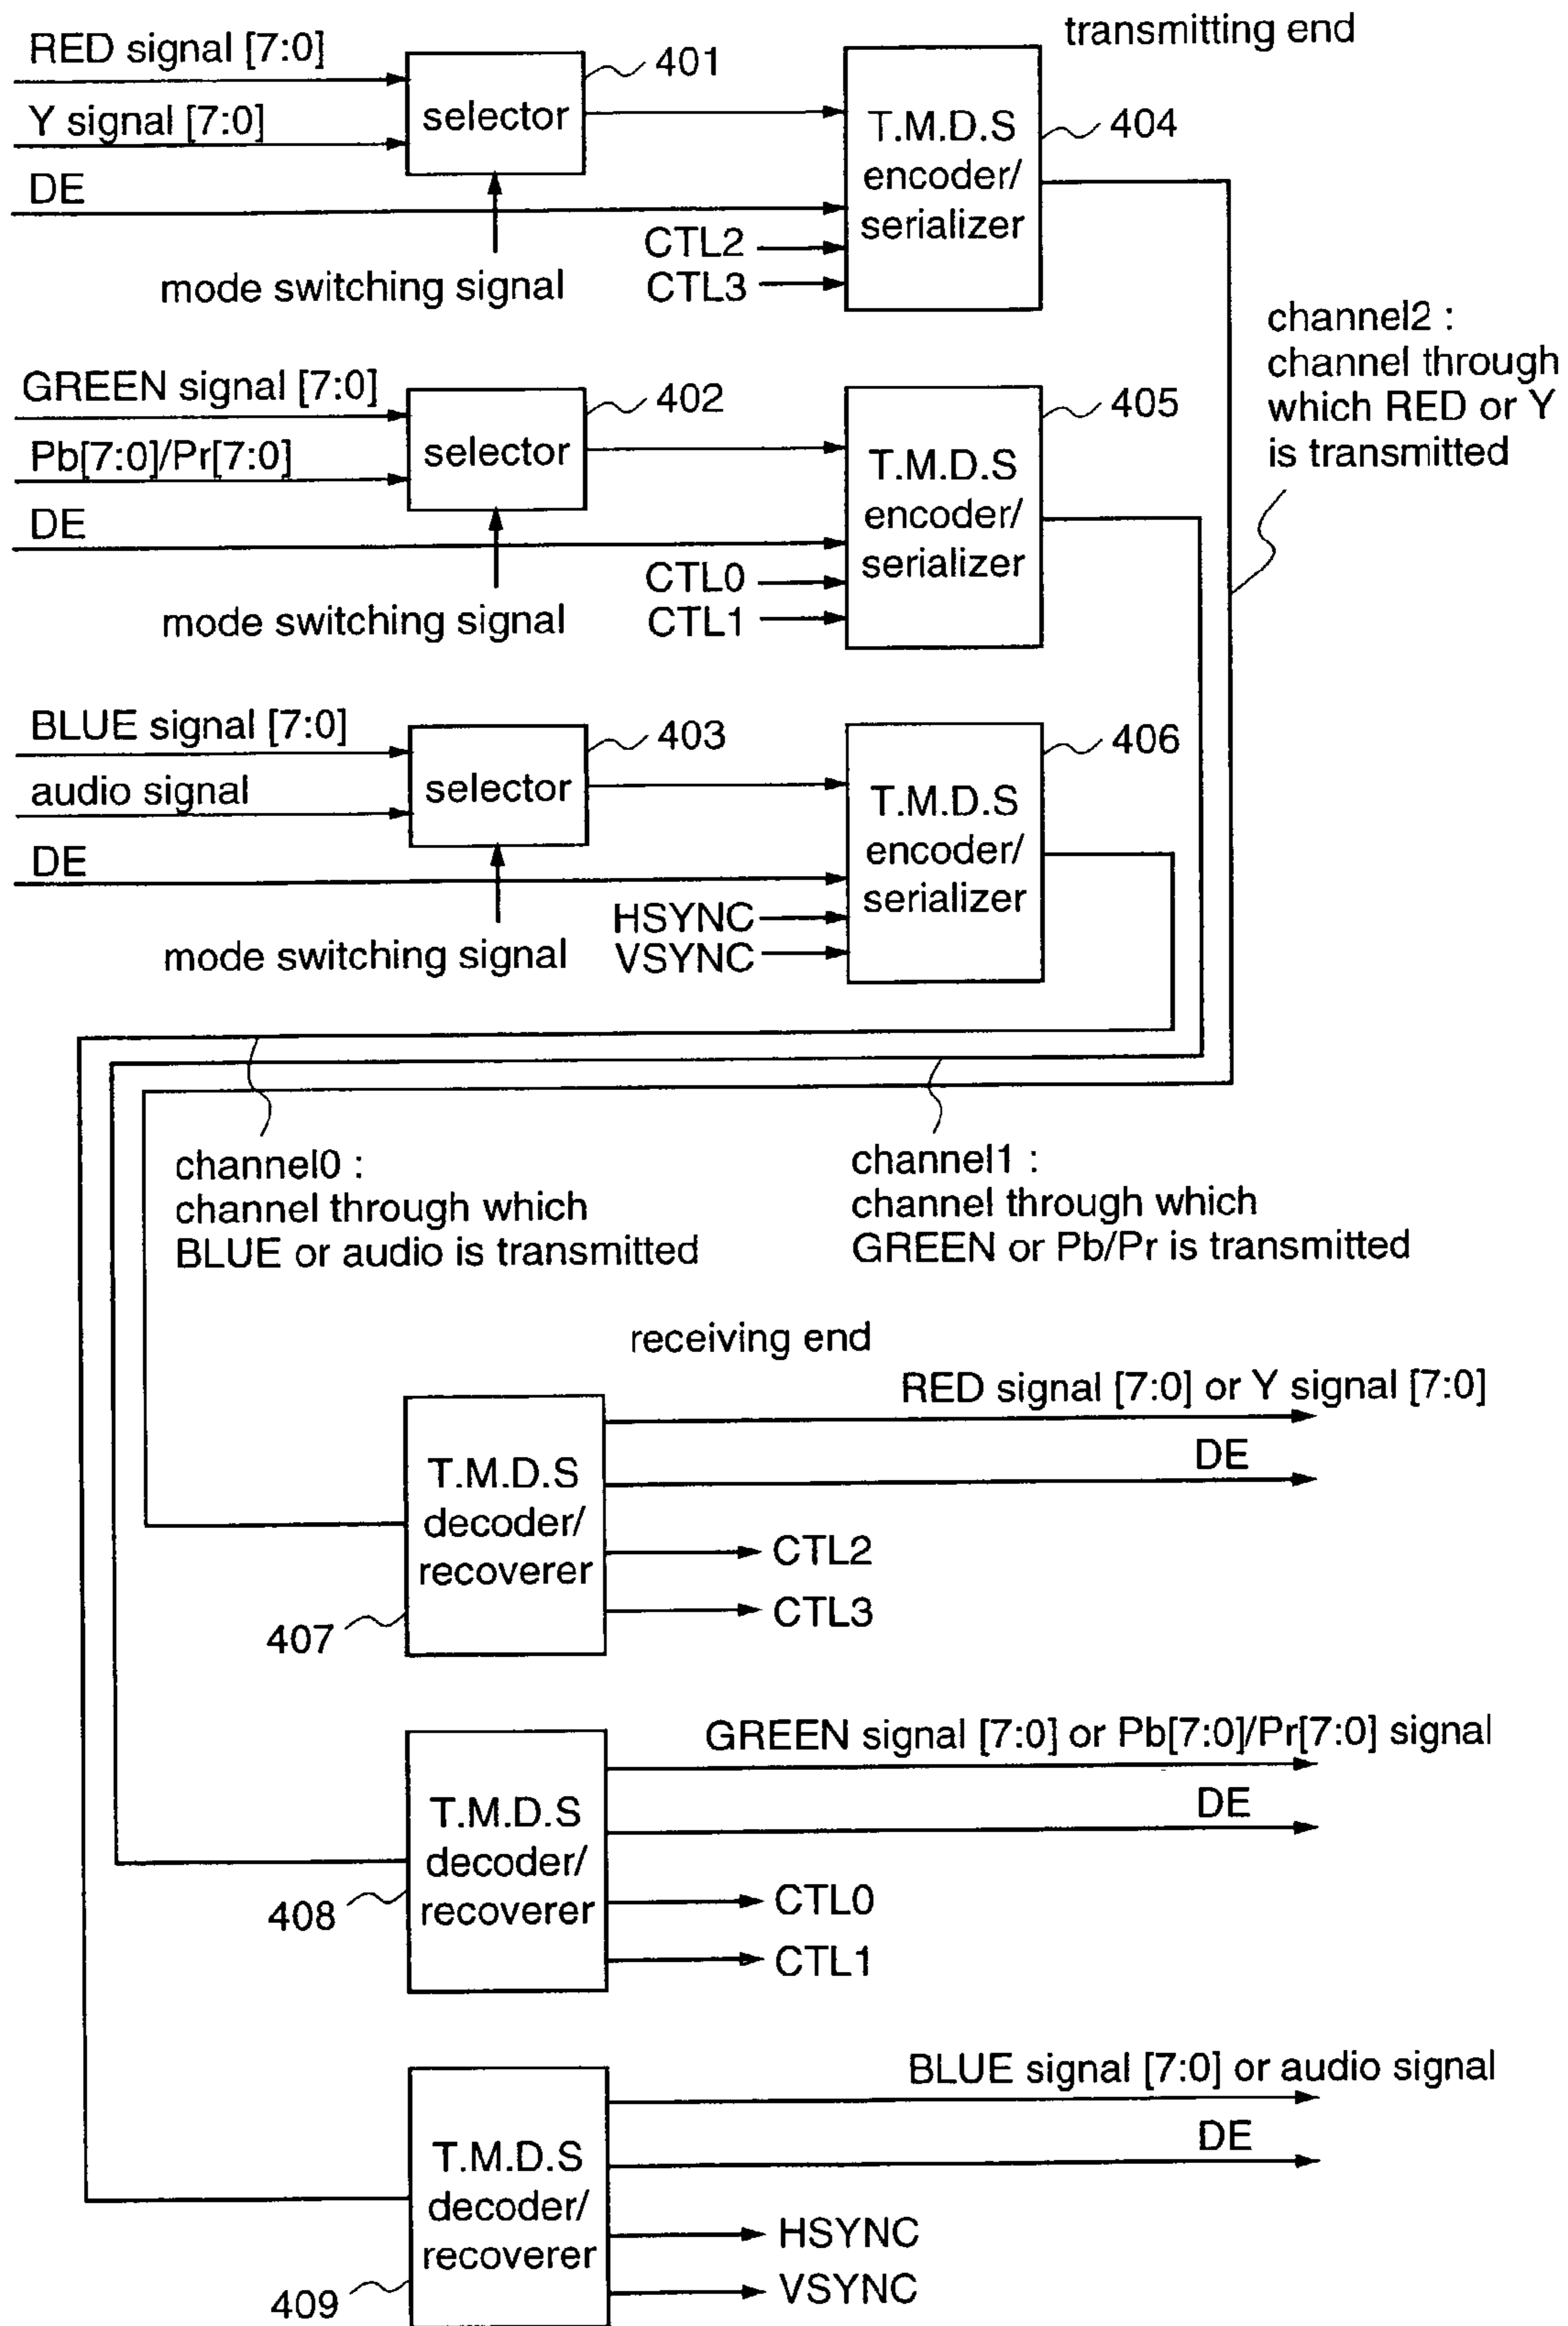 transmitting end
RED signal [7:0]
Y signal [7:0]
DE
selector
401
mode switching signal
CTL2
CTL3
T.M.D.S
encoder/
serializer
404
channel2 :
channel through
which RED or Y
is transmitted
GREEN signal [7:0]
Pb[7:0]/Pr[7:0]
DE
selector
402
mode switching signal
CTL0
CTL1
T.M.D.S
encoder/
serializer
405
BLUE signal [7:0]
audio signal
DE
selector
403
mode switching signal
HSYNC
VSYNC
T.M.D.S
encoder/
serializer
406
channel0 :
channel through which
BLUE or audio is transmitted
channel1 :
channel through which
GREEN or Pb/Pr is transmitted
receiving end
T.M.D.S
decoder/
recoverer
407
RED signal [7:0] or Y signal [7:0]
DE
CTL2
CTL3
T.M.D.S
decoder/
recoverer
408
GREEN signal [7:0] or Pb[7:0]/Pr[7:0] signal
DE
CTL0
CTL1
T.M.D.S
decoder/
recoverer
409
BLUE signal [7:0] or audio signal
DE
HSYNC
VSYNC